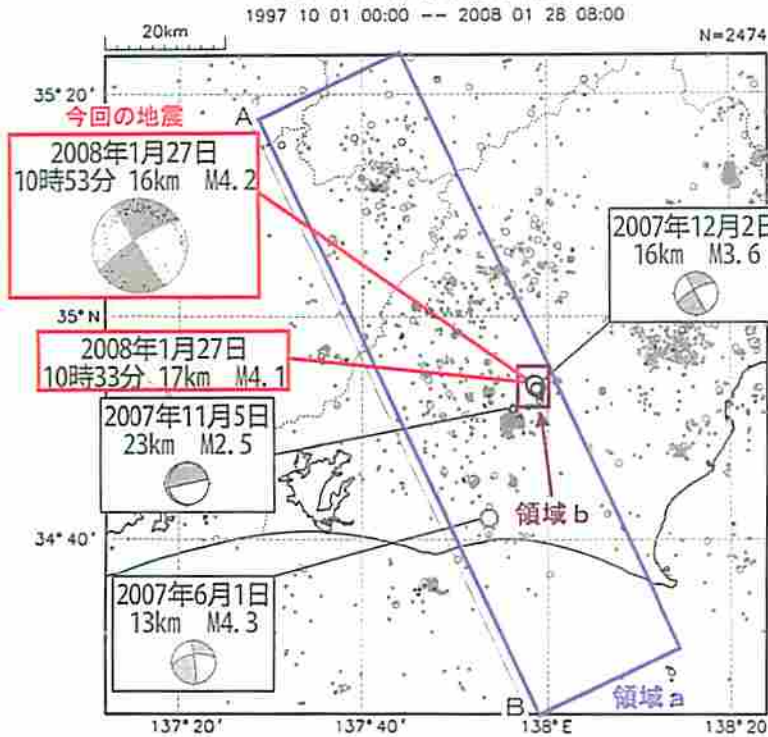 1997 10 01 00:00 -- 2008 01 28 08:00
20km
N=2474
35°20′
A
今回の地震
2008年1月27日
10時53分 16km M4.2
2007年12月2日
16km M3.6
35°N
2008年1月27日
10時33分 17km M4.1
2007年11月5日
23km M2.5
領域b
34°40′
2007年6月1日
13km M4.3
領域a
B
137°20′
137°40′
138°E
138°20′